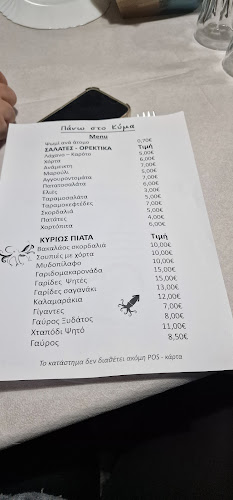 Πάνω στο Κύμα
Menu
Ψωμί ανά άτομο 0,70€
ΣΑΛΑΤΕΣ - ΟΡΕΚΤΙΚΑ Τιμή
Λάχανο – Καρότο 5,00€
Χόρτα 6,00€
Ανάμεικτη 7,00€
Μαρούλι 5,00€
Αγγουροντομάτα 7,00€
Πατατοσαλάτα 6,00€
Ελιες 3,00€
Ταραμοσαλάτα 5,00€
Ταραμοκεφτέδες 7,00€
Σκορδαλιά 5,00€
Πατάτες 4,00€
Χορτόπιτα 6,00€
ΚΥΡΙΩΣ ΠΙΑΤΑ Τιμή
Βακαλάος σκορδαλιά 10,00€
Σουπιές με χόρτα 10,00€
Μυδοπίλαφο 10,00€
Γαριδομακαρονάδα 15,00€
Γαρίδες Ψητες 15,00€
Γαρίδες σαγανάκι 13,00€
Καλαμαράκια 12,00€
Γίγαντες 7,00€
Γαύρος Ξυδάτος 8,00€
Χταπόδι Ψητό 11,00€
Γαύρος 8,50€
Το κατάστημα δεν διαθέτει ακόμη POS - κάρτα